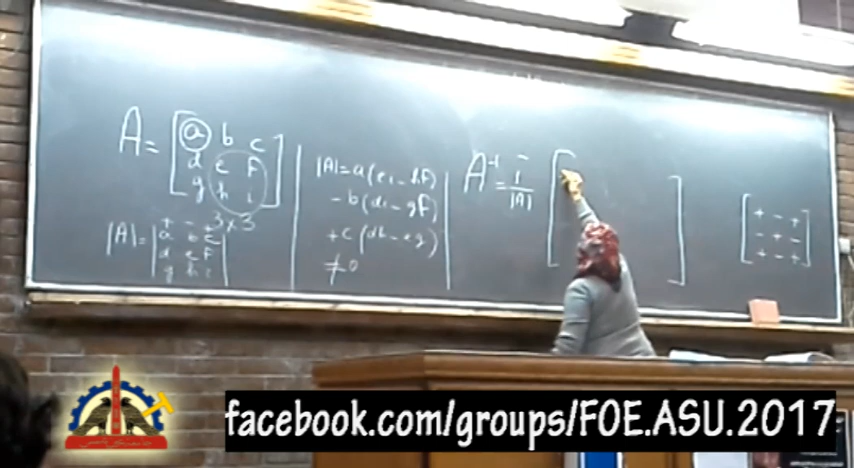 A = [ a b c
d e F
g h i ] 3×3
+ - +
|A| = | a b c
d e F
g h i |
|A| = a(ei - hF)
- b(di - gF)
+ c(dh - eg)
≠ 0
A⁻¹ = 1/|A| [ ]
[ + - +
- + -
+ - + ]
facebook.com/groups/FOE.ASU.2017